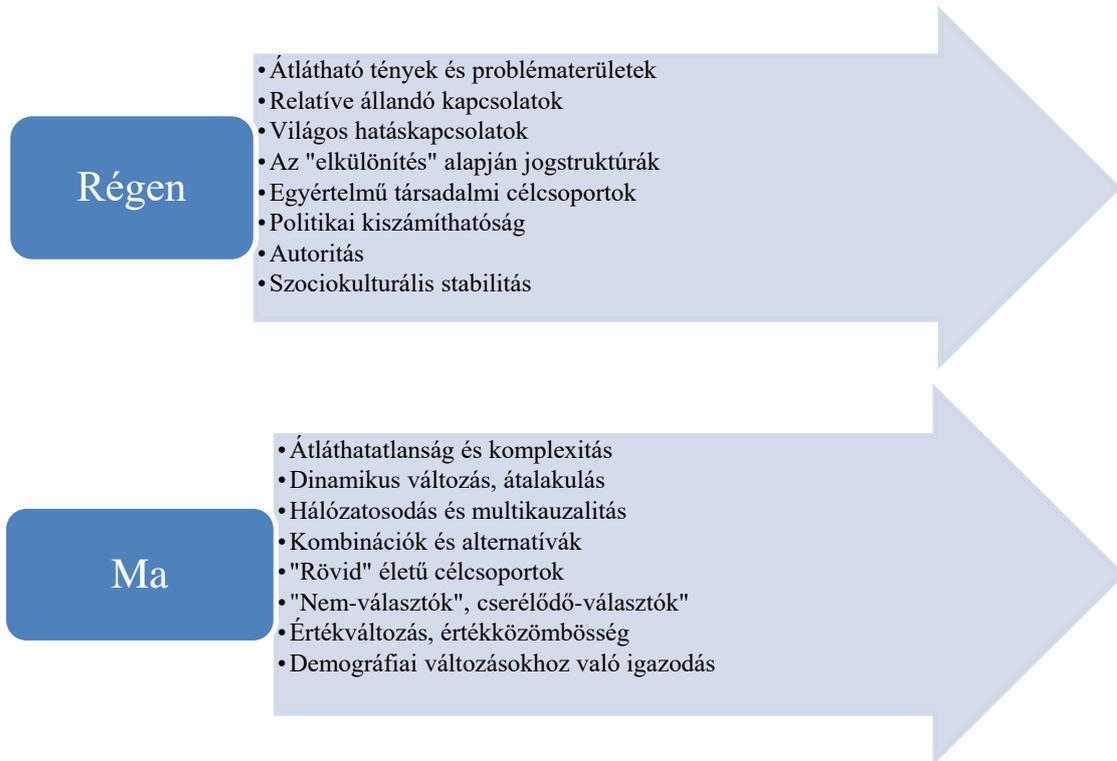 Régen
•Átlátható tények és problématerületek
•Relatíve állandó kapcsolatok
•Világos hatáskapcsolatok
•Az "elkülönítés" alapján jogstruktúrák
•Egyértelmű társadalmi célcsoportok
•Politikai kiszámíthatóság
•Autoritás
•Szociokulturális stabilitás
Ma
•Átláthatatlanság és komplexitás
•Dinamikus változás, átalakulás
•Hálózatosodás és multikauzalitás
•Kombinációk és alternatívák
•"Rövid" életű célcsoportok
•"Nem-választók", cserélődő-választók"
•Értékváltozás, értékközömbösség
•Demográfiai változásokhoz való igazodás